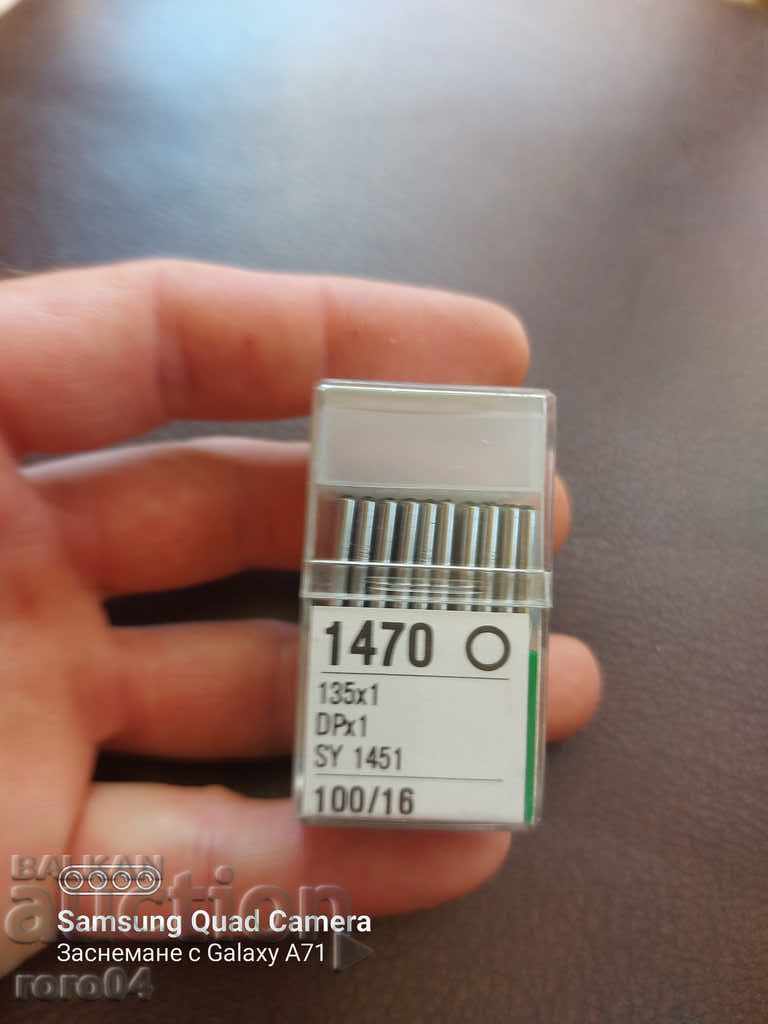 1470
135x1
DPx1
SY 1451
100/16
BALKAN
auction
Samsung Quad Camera
Заснемане с Galaxy A71
roro04